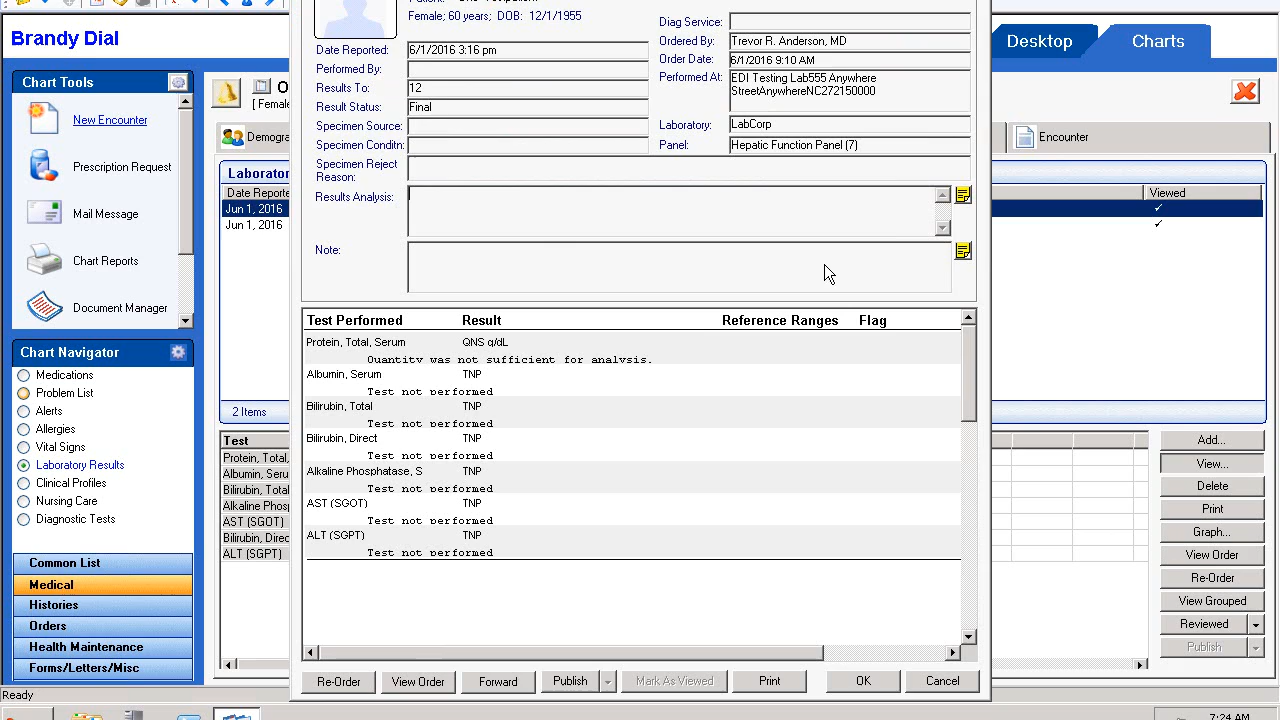 Female; 60 years, DOB: 12/1/1955
Brandy Dial
Desktop
Charts
Chart Tools
New Encounter
Prescription Request
Mail Message
Chart Reports
Document Manager
Chart Navigator
Medications
Problem List
Alerts
Allergies
Vital Signs
Laboratory Results
Clinical Profiles
Nursing Care
Diagnostic Tests
Common List
Medical
Histories
Orders
Health Maintenance
Forms/Letters/Misc
Ready
[ Female
Demogra
Laborator
Date Reporte
Jun 1, 2016
Jun 1, 2016
2 Items
Test
Protein, Total,
Albumin, Seru
Bilirubin, Total
Alkaline Phosp
AST (SGOT)
Bilirubin, Direc
ALT (SGPT)
Date Reported: 6/1/2016 3:16 pm
Performed By:
Results To: 12
Result Status: Final
Specimen Source:
Specimen Conditn:
Specimen Reject
Reason:
Results Analysis:
Note:
Diag Service:
Ordered By: Trevor R. Anderson, MD
Order Date: 6/1/2016 9:10 AM
Performed At: EDI Testing Lab555 Anywhere
StreetAnywhereNC272150000
Laboratory: LabCorp
Panel: Hepatic Function Panel (7)
Test Performed Result Reference Ranges Flag
Protein, Total, Serum QNS g/dL
Quantity was not sufficient for analysis.
Albumin, Serum TNP
Test not performed
Bilirubin, Total TNP
Test not performed
Bilirubin, Direct TNP
Test not performed
Alkaline Phosphatase, S TNP
Test not performed
AST (SGOT) TNP
Test not performed
ALT (SGPT) TNP
Test not performed
Re-Order View Order Forward Publish Mark As Viewed Print OK Cancel
Encounter
Viewed
Add...
View...
Delete
Print
Graph...
View Order
Re-Order
View Grouped
Reviewed
Publish
7:24 AM